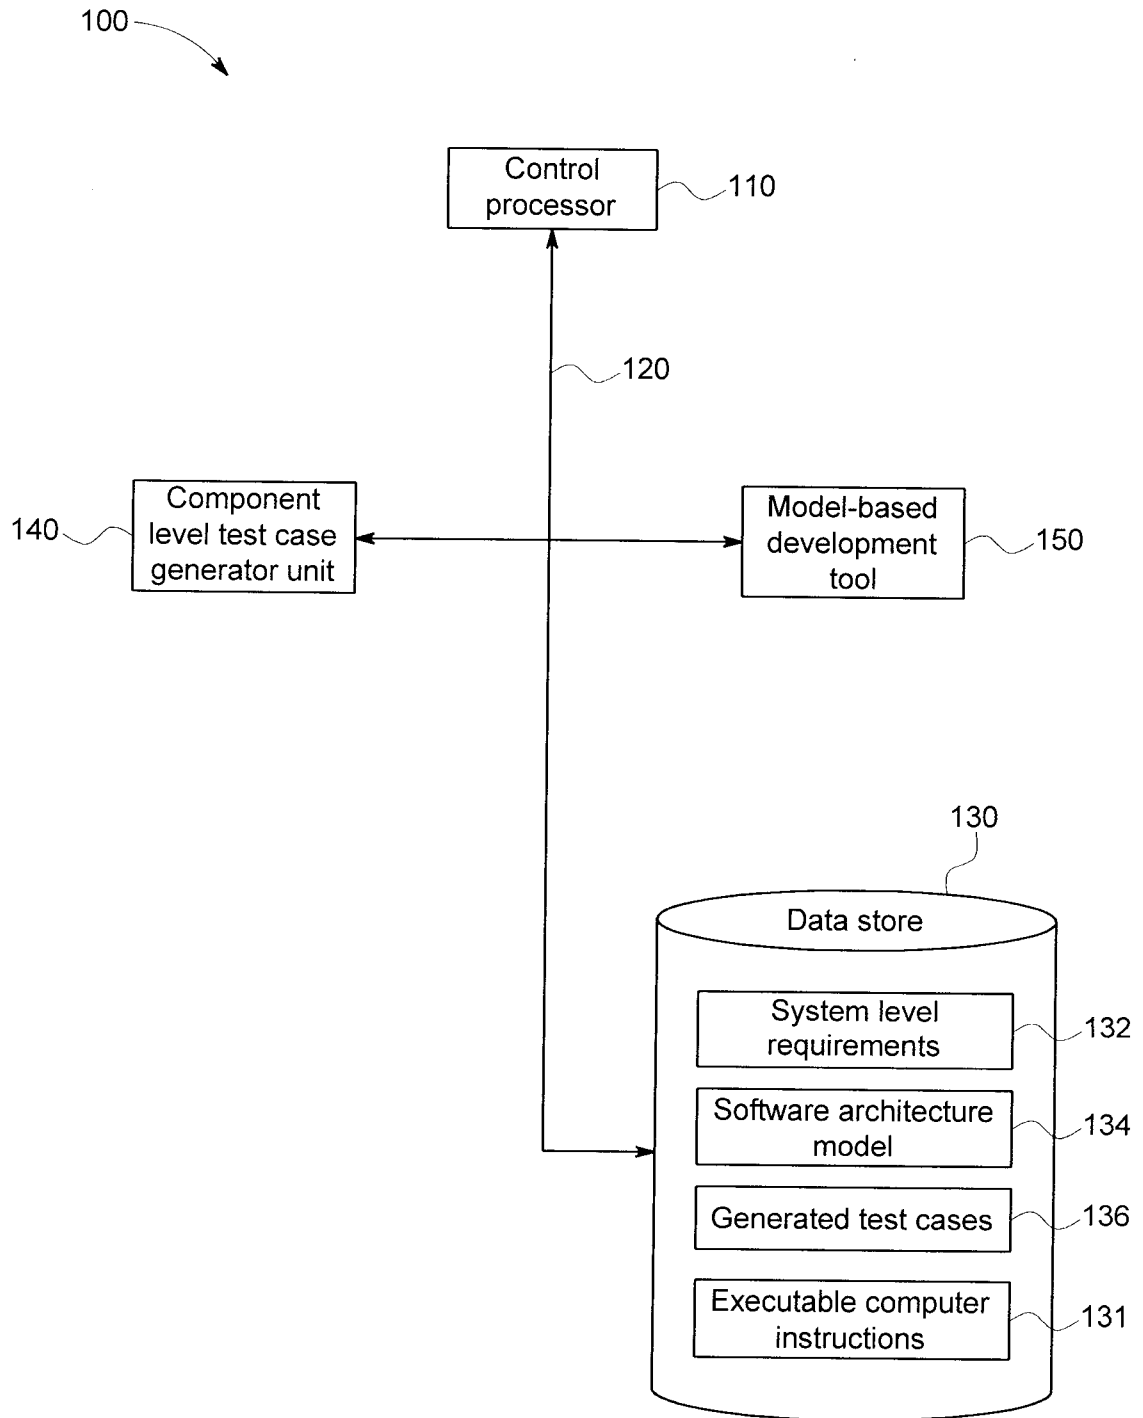 100
Control
processor
110
120
Component
level test case
generator unit
140
Model-based
development
tool
150
130
Data store
System level
requirements
132
Software architecture
model
134
Generated test cases
136
Executable computer
instructions
131